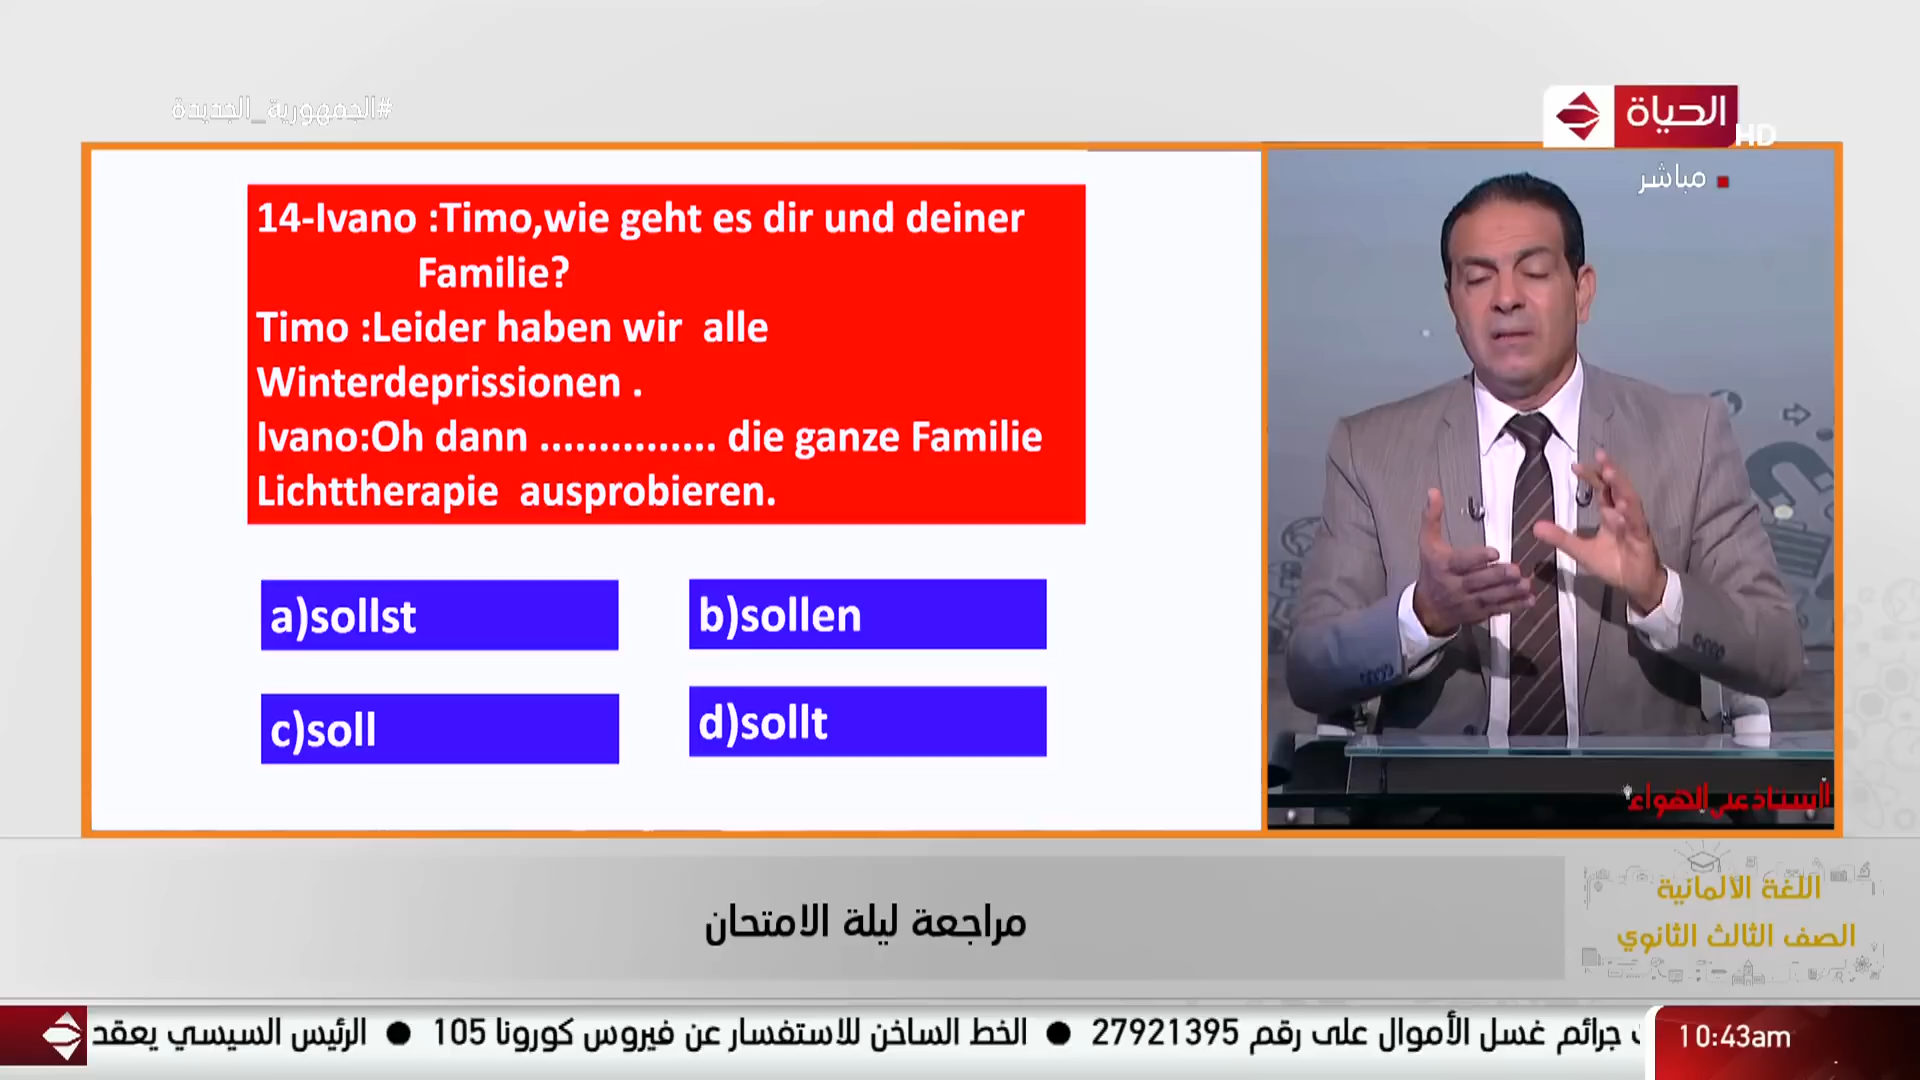 #الجمهورية_الجديدة
الحياة
HD
مباشر
14-Ivano :Timo,wie geht es dir und deiner
Familie?
Timo :Leider haben wir alle
Winterdeprissionen .
Ivano:Oh dann ............... die ganze Familie
Lichttherapie ausprobieren.
a)sollst
b)sollen
c)soll
d)sollt
الستاذ على الهواء
مراجعة ليلة الامتحان
اللغة الالمانية
الصف الثالث الثانوي
جرائم غسل الأموال على رقم 27921395 ● الخط الساخن للاستفسار عن فيروس كورونا 105 ● الرئيس السيسي يعقد
10:43am